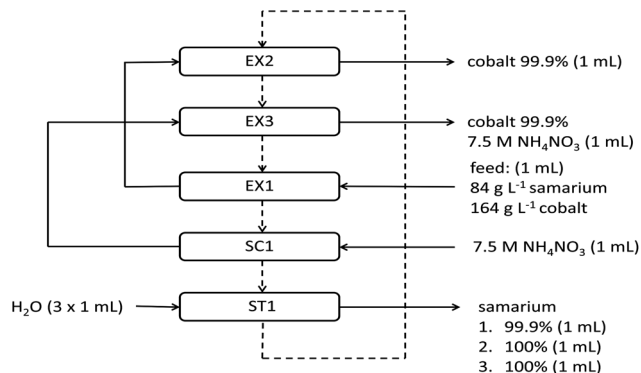 EX2
cobalt 99.9% (1 mL)
EX3
cobalt 99.9%
7.5 M NH₄NO₃ (1 mL)
feed: (1 mL)
EX1
84 g L⁻¹ samarium
164 g L⁻¹ cobalt
SC1
7.5 M NH₄NO₃ (1 mL)
H₂O (3 x 1 mL)
ST1
samarium
1. 99.9% (1 mL)
2. 100% (1 mL)
3. 100% (1 mL)